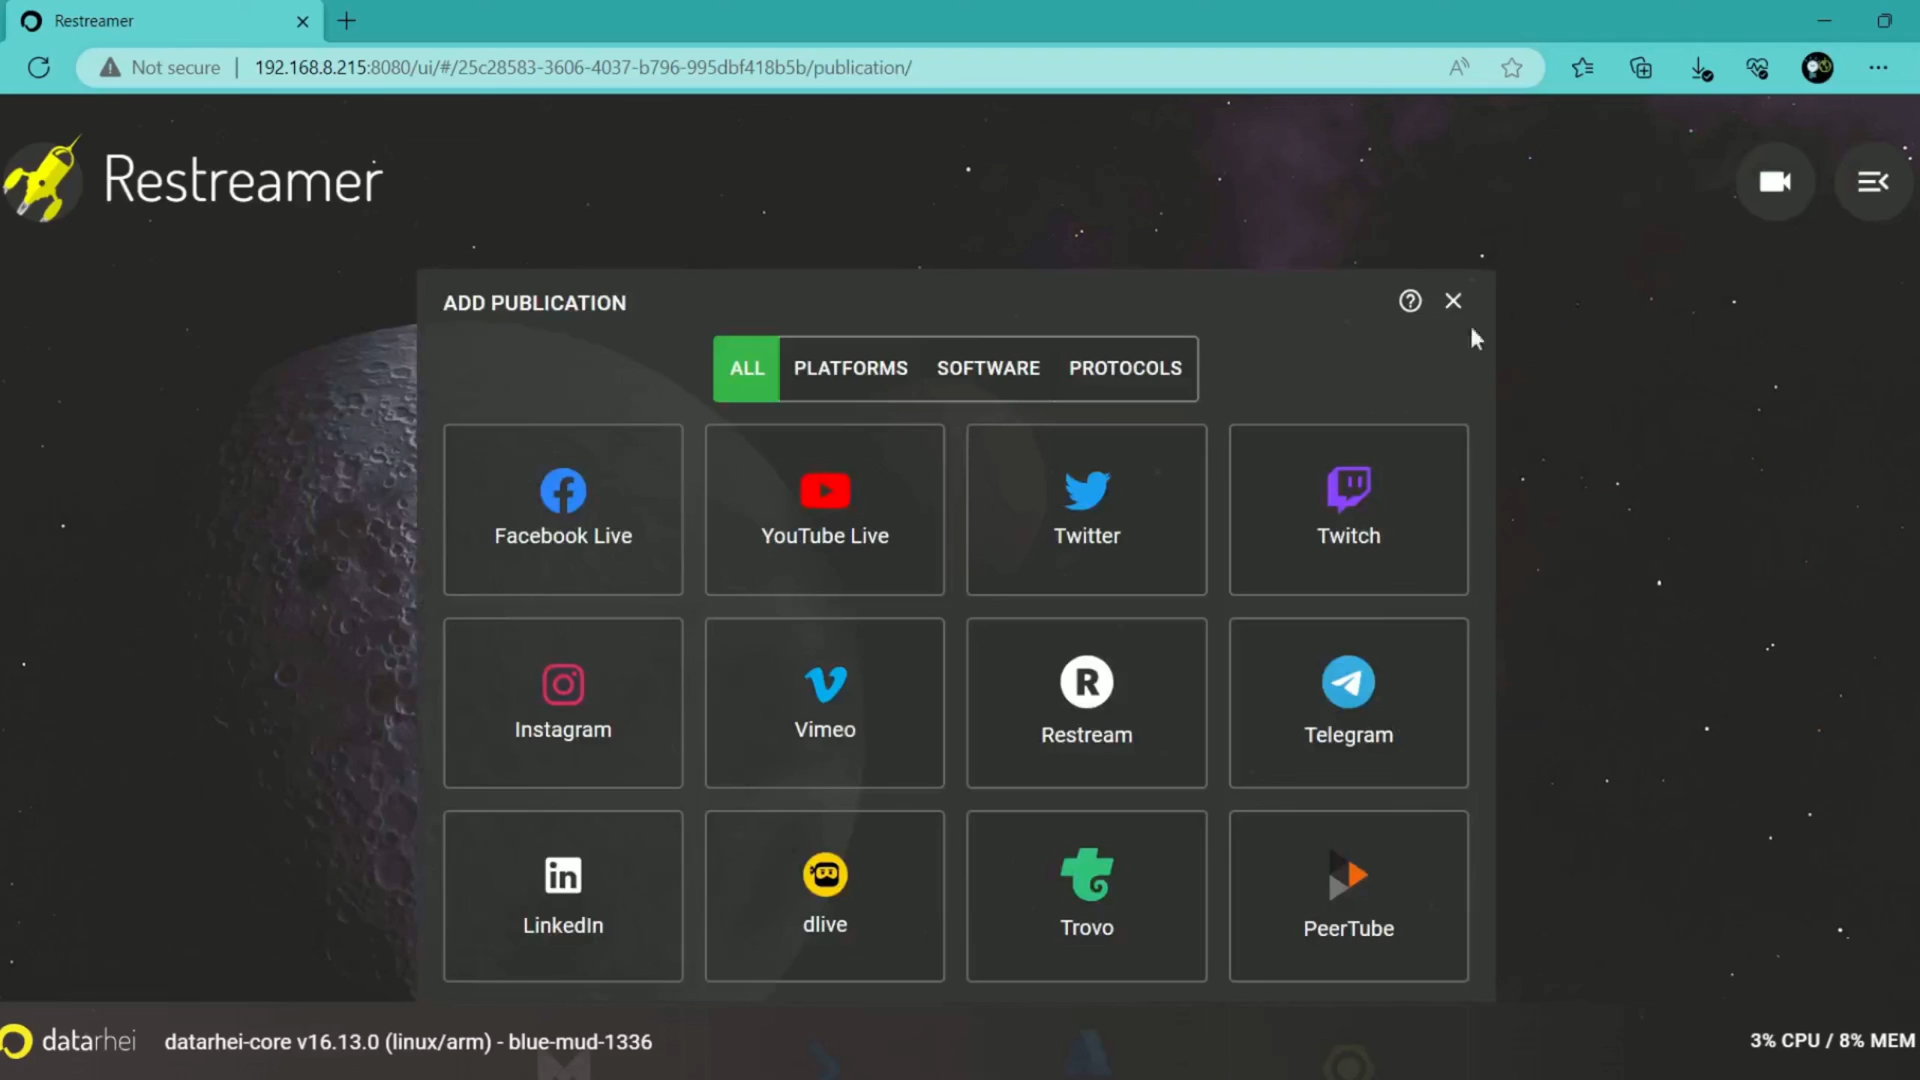 Restreamer
Not secure
192.168.8.215:8080/ui/#/25c28583-3606-4037-b796-995dbf418b5b/publication/
Restreamer
ADD PUBLICATION
ALL
PLATFORMS
SOFTWARE
PROTOCOLS
Facebook Live
YouTube Live
Twitter
Twitch
Instagram
Vimeo
R
Restream
Telegram
in
LinkedIn
dlive
Trovo
PeerTube
datarhei
datarhei-core v16.13.0 (linux/arm) - blue-mud-1336
3% CPU / 8% MEM